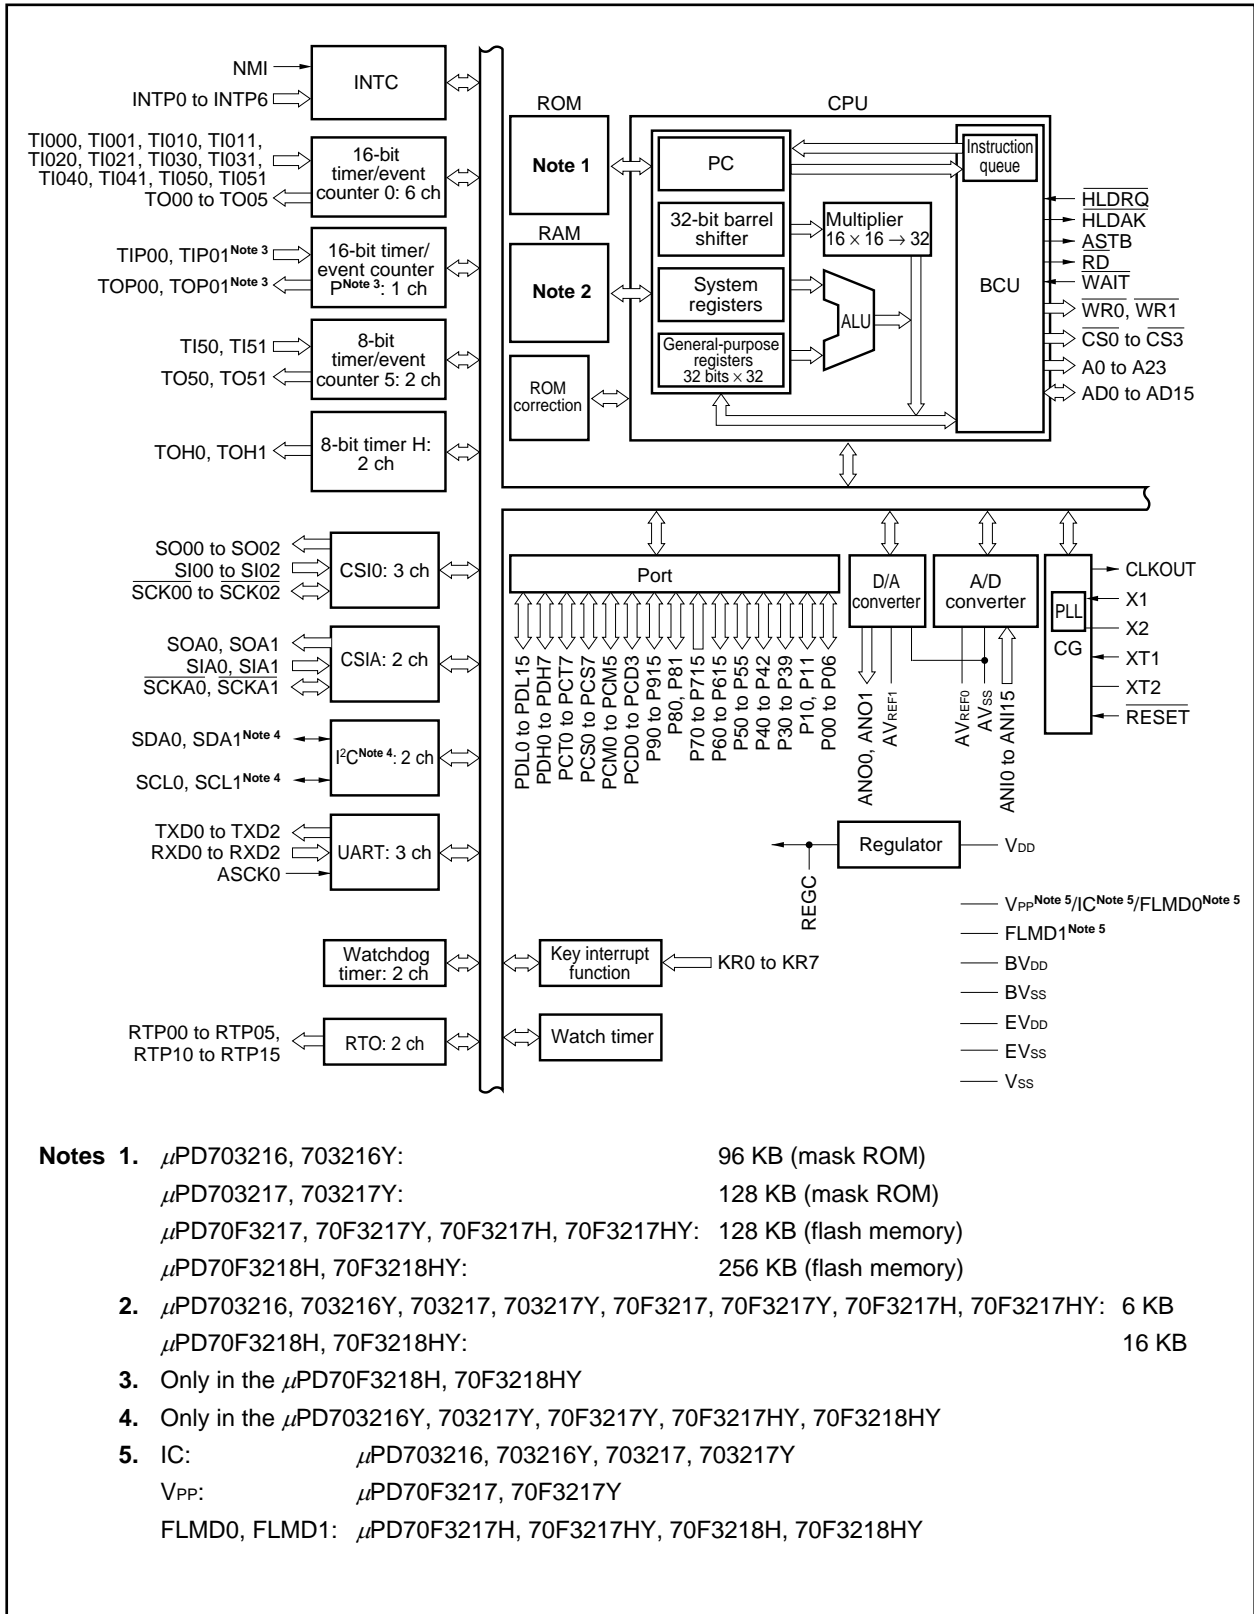 NMI
INTP0 to INTP6
INTC
TI000, TI001, TI010, TI011,
TI020, TI021, TI030, TI031,
TI040, TI041, TI050, TI051
TO00 to TO05
16-bit
timer/event
counter 0: 6 ch
TIP00, TIP01Note 3
TOP00, TOP01Note 3
16-bit timer/
event counter
PNote 3: 1 ch
TI50, TI51
TO50, TO51
8-bit
timer/event
counter 5: 2 ch
TOH0, TOH1
8-bit timer H:
2 ch
SO00 to SO02
SI00 to SI02
SCK00 to SCK02
CSI0: 3 ch
SOA0, SOA1
SIA0, SIA1
SCKA0, SCKA1
CSIA: 2 ch
SDA0, SDA1Note 4
SCL0, SCL1Note 4
I²CNote 4: 2 ch
TXD0 to TXD2
RXD0 to RXD2
ASCK0
UART: 3 ch
Watchdog
timer: 2 ch
RTP00 to RTP05,
RTP10 to RTP15
RTO: 2 ch
ROM
Note 1
RAM
Note 2
ROM
correction
CPU
PC
32-bit barrel
shifter
System
registers
General-purpose
registers
32 bits × 32
Multiplier
16 × 16 → 32
ALU
Instruction
queue
BCU
HLDRQ
HLDAK
ASTB
RD
WAIT
WR0, WR1
CS0 to CS3
A0 to A23
AD0 to AD15
Port
PDL0 to PDL15
PDH0 to PDH7
PCT0 to PCT7
PCS0 to PCS7
PCM0 to PCM5
PCD0 to PCD3
P90 to P915
P80, P81
P70 to P715
P60 to P615
P50 to P55
P40 to P42
P30 to P39
P10, P11
P00 to P06
D/A
converter
ANO0, ANO1
AVREF1
A/D
converter
AVREF0
AVSS
ANI0 to ANI15
PLL
CG
CLKOUT
X1
X2
XT1
XT2
RESET
Regulator
VDD
REGC
VPPNote 5/ICNote 5/FLMD0Note 5
FLMD1Note 5
BVDD
BVSS
EVDD
EVSS
VSS
Key interrupt
function
KR0 to KR7
Watch timer
Notes 1. μPD703216, 703216Y: 96 KB (mask ROM)
μPD703217, 703217Y: 128 KB (mask ROM)
μPD70F3217, 70F3217Y, 70F3217H, 70F3217HY: 128 KB (flash memory)
μPD70F3218H, 70F3218HY: 256 KB (flash memory)
2. μPD703216, 703216Y, 703217, 703217Y, 70F3217, 70F3217Y, 70F3217H, 70F3217HY: 6 KB
μPD70F3218H, 70F3218HY: 16 KB
3. Only in the μPD70F3218H, 70F3218HY
4. Only in the μPD703216Y, 703217Y, 70F3217Y, 70F3217HY, 70F3218HY
5. IC: μPD703216, 703216Y, 703217, 703217Y
VPP: μPD70F3217, 70F3217Y
FLMD0, FLMD1: μPD70F3217H, 70F3217HY, 70F3218H, 70F3218HY